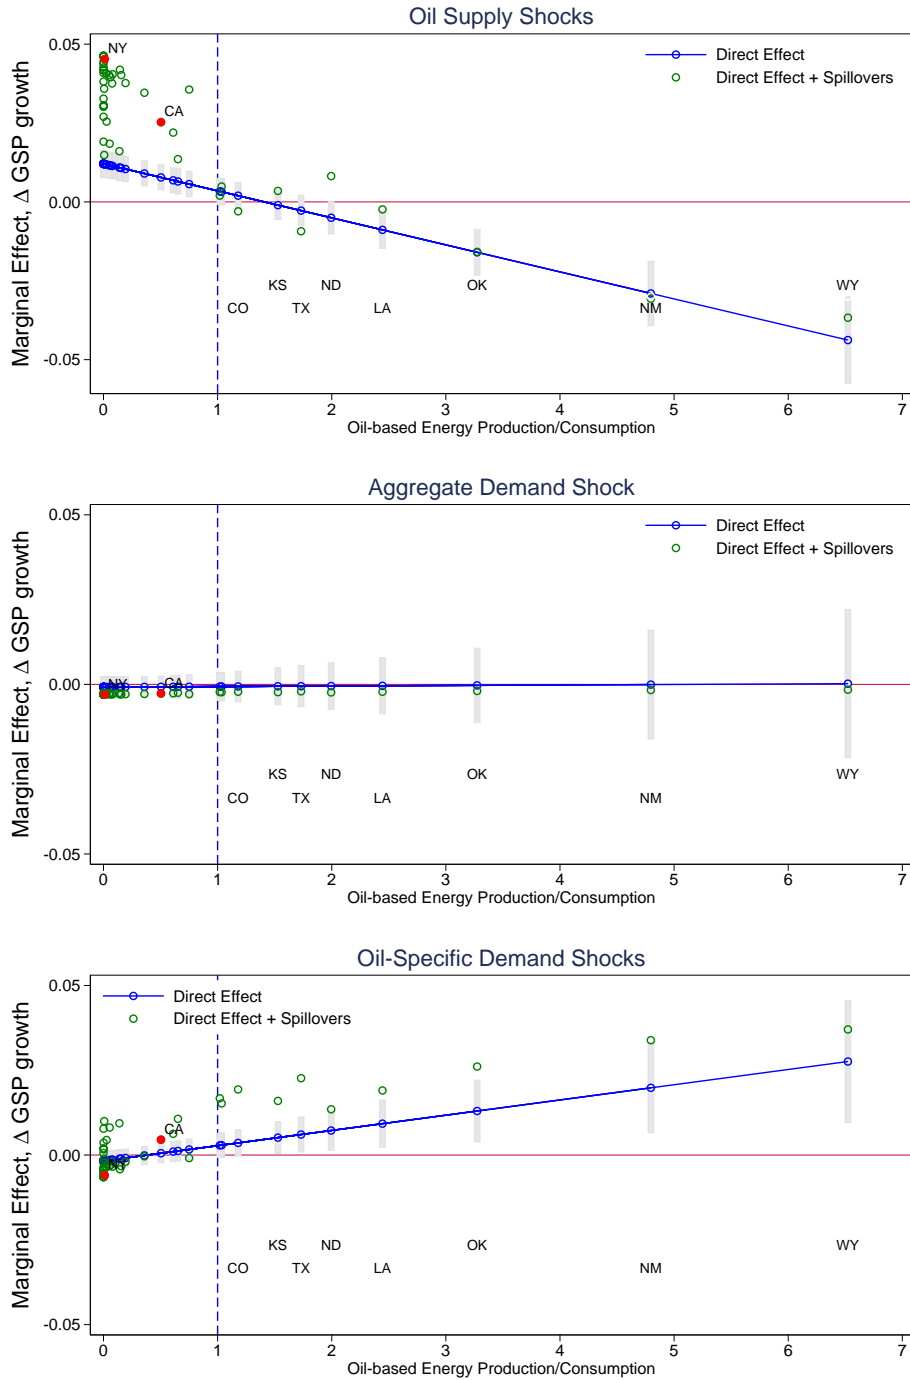 Oil Supply Shocks
Marginal Effect, Δ GSP growth
0.05
0.00
-0.05
NY
CA
Direct Effect
Direct Effect + Spillovers
KS ND OK WY
CO TX LA NM
0 1 2 3 4 5 6 7
Oil-based Energy Production/Consumption
Aggregate Demand Shock
Marginal Effect, Δ GSP growth
0.05
0.00
-0.05
Direct Effect
Direct Effect + Spillovers
NY CA
KS ND OK WY
CO TX LA NM
0 1 2 3 4 5 6 7
Oil-based Energy Production/Consumption
Oil-Specific Demand Shocks
Marginal Effect, Δ GSP growth
0.05
0.00
-0.05
Direct Effect
Direct Effect + Spillovers
CA
NY
KS ND OK WY
CO TX LA NM
0 1 2 3 4 5 6 7
Oil-based Energy Production/Consumption